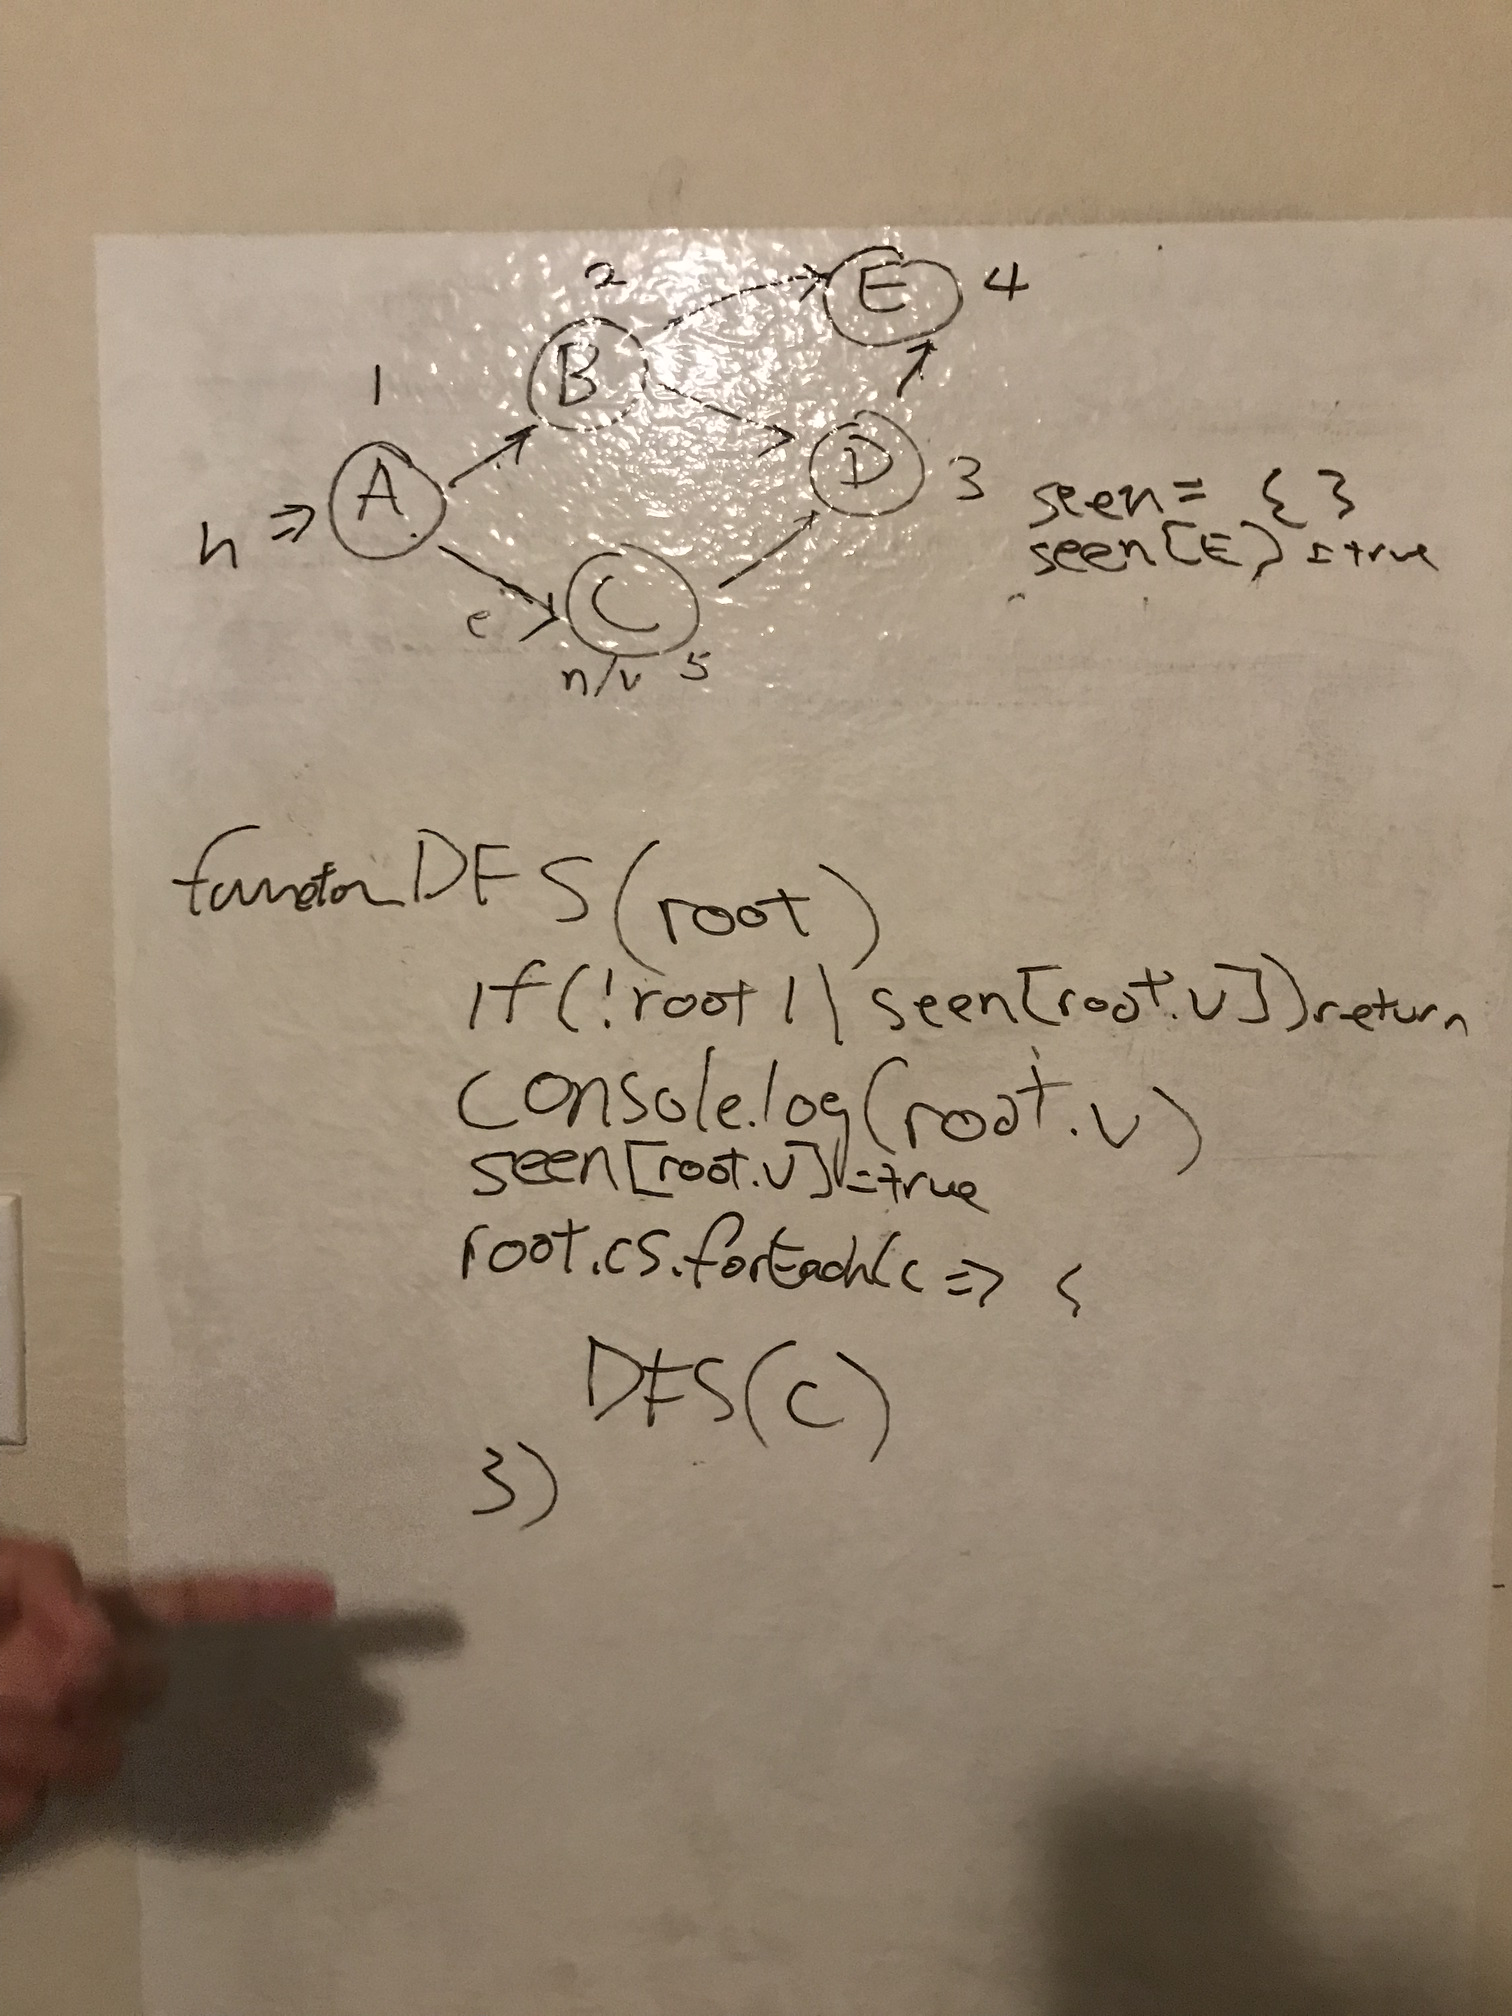 2
E 4
1
B
A
D 3
h =>
seen = { }
seen[E] = true
e
C
n/v 5
function DFS(root)
if(!root || seen[root.v])return
console.log(root.v)
seen[root.v]=true
root.cs.forEach(c => {
DFS(c)
})